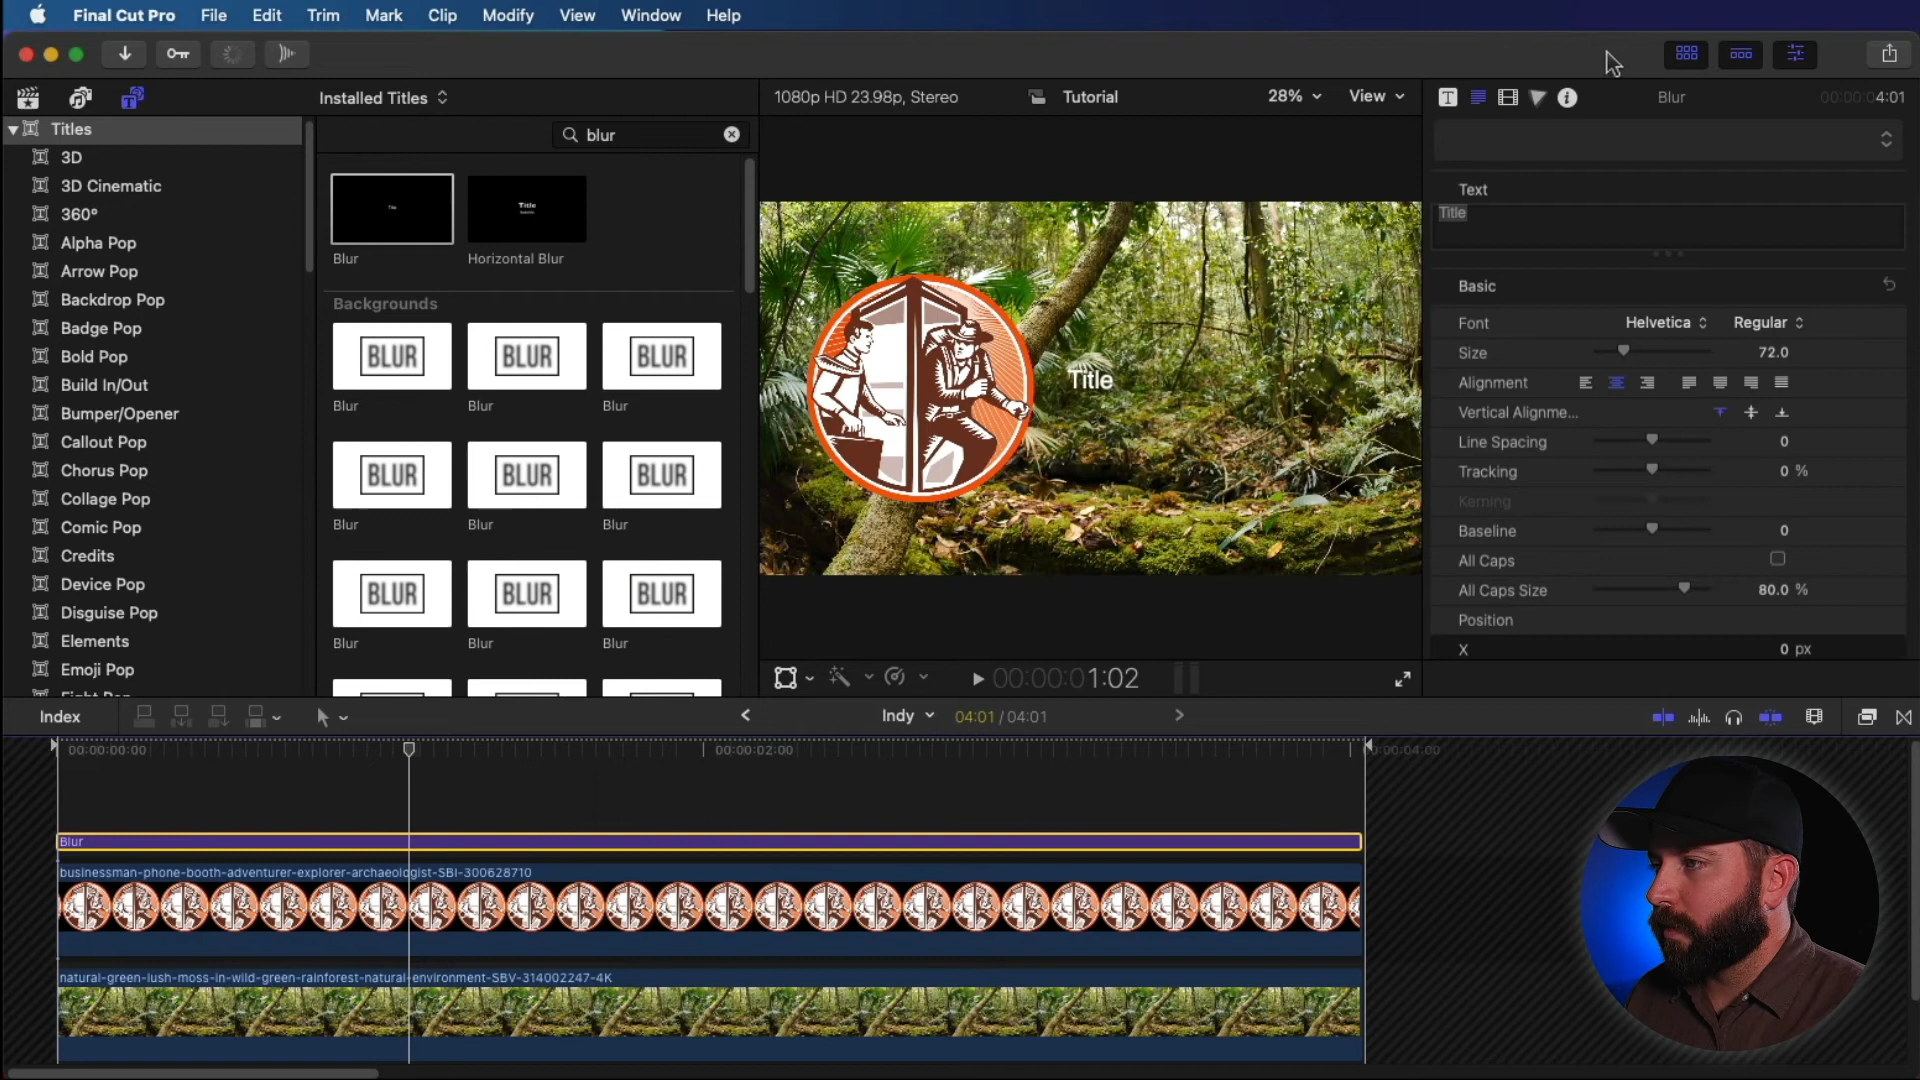 Final Cut Pro File Edit Trim Mark Clip Modify View Window Help
Installed Titles
1080p HD 23.98p, Stereo
Tutorial
28%
View
Blur
00:00:04:01
Titles
3D
3D Cinematic
360°
Alpha Pop
Arrow Pop
Backdrop Pop
Badge Pop
Bold Pop
Build In/Out
Bumper/Opener
Callout Pop
Chorus Pop
Collage Pop
Comic Pop
Credits
Device Pop
Disguise Pop
Elements
Emoji Pop
blur
Title
Title
Blur
Horizontal Blur
Backgrounds
BLUR BLUR BLUR
Blur Blur Blur
BLUR BLUR BLUR
Blur Blur Blur
BLUR BLUR BLUR
Blur Blur Blur
Title
00:00:00:01:02
Text
Title
Basic
Font Helvetica Regular
Size 72.0
Alignment
Vertical Alignme...
Line Spacing 0
Tracking 0 %
Kerning
Baseline 0
All Caps
All Caps Size 80.0 %
Position
X 0 px
Index
Indy
04:01 / 04:01
00:00:00:00
00:00:02:00
00:00:04:00
Blur
businessman-phone-booth-adventurer-explorer-archaeologist-SBI-300628710
natural-green-lush-moss-in-wild-green-rainforest-natural-environment-SBV-314002247-4K